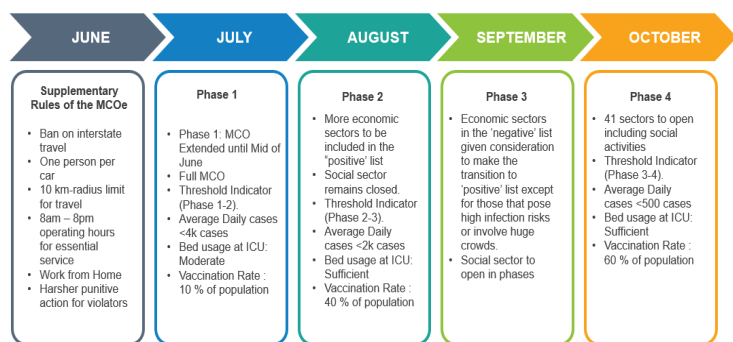 JUNE
JULY
AUGUST
SEPTEMBER
OCTOBER
Supplementary
Rules of the MCOe
• Ban on interstate
travel
• One person per
car
• 10 km-radius limit
for travel
• 8am – 8pm
operating hours
for essential
service
• Work from Home
• Harsher punitive
action for violators
Phase 1
• Phase 1: MCO
Extended until Mid of
June
• Full MCO
• Threshold Indicator
(Phase 1-2).
• Average Daily cases
<4k cases
• Bed usage at ICU:
Moderate
• Vaccination Rate :
10 % of population
Phase 2
• More economic
sectors to be
included in the
“positive’ list
• Social sector
remains closed.
• Threshold Indicator
(Phase 2-3).
• Average Daily
cases <2k cases
• Bed usage at ICU:
Sufficient
• Vaccination Rate :
40 % of population
Phase 3
• Economic sectors
in the ‘negative’ list
given consideration
to make the
transition to
‘positive’ list except
for those that pose
high infection risks
or involve huge
crowds.
• Social sector to
open in phases
Phase 4
• 41 sectors to open
including social
activities
• Threshold Indicator
(Phase 3-4).
• Average Daily
cases <500 cases
• Bed usage at ICU:
Sufficient
• Vaccination Rate :
60 % of population